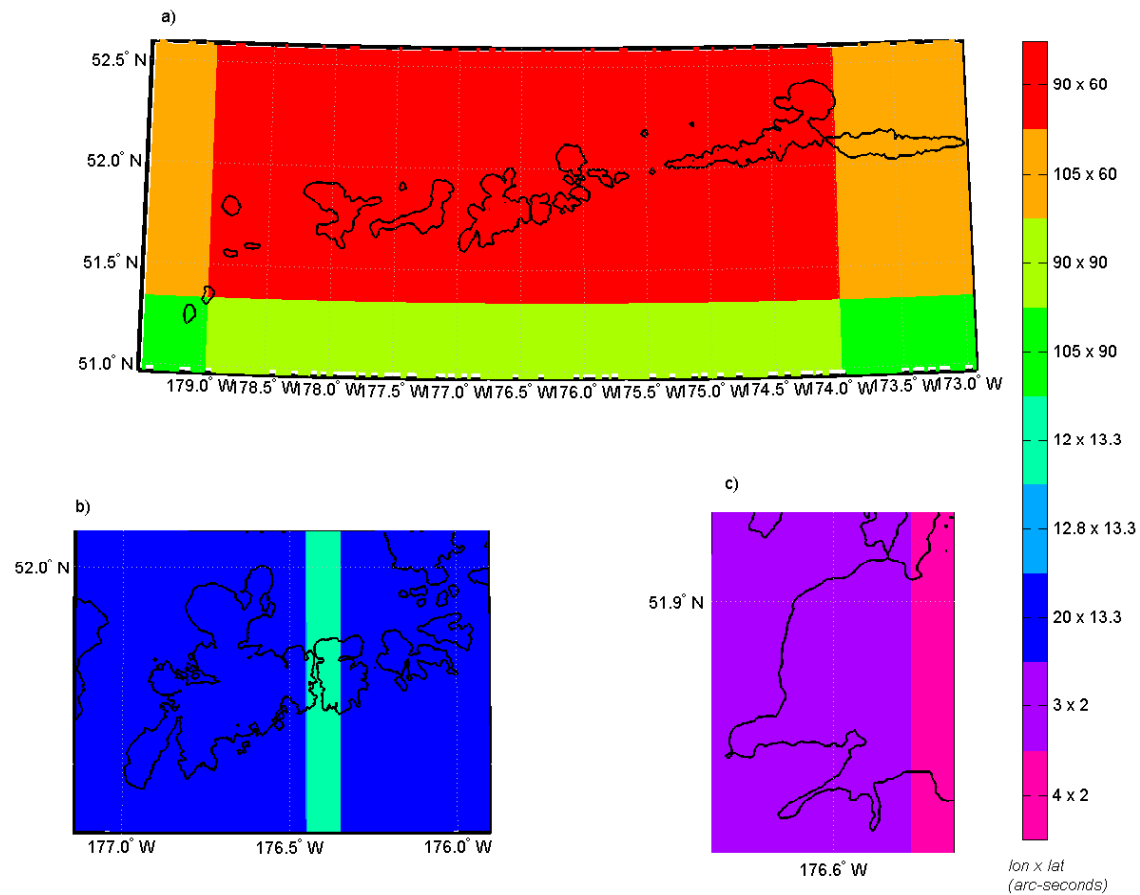 a)
52.5° N
52.0° N
51.5° N
51.0° N
179.0° W178.5° W178.0° W177.5° W177.0° W176.5° W176.0° W175.5° W175.0° W174.5° W174.0° W173.5° W173.0° W
90 x 60
105 x 60
90 x 90
105 x 90
12 x 13.3
12.8 x 13.3
20 x 13.3
3 x 2
4 x 2
lon x lat
(arc-seconds)
b)
52.0° N
177.0° W 176.5° W 176.0° W
c)
51.9° N
176.6° W